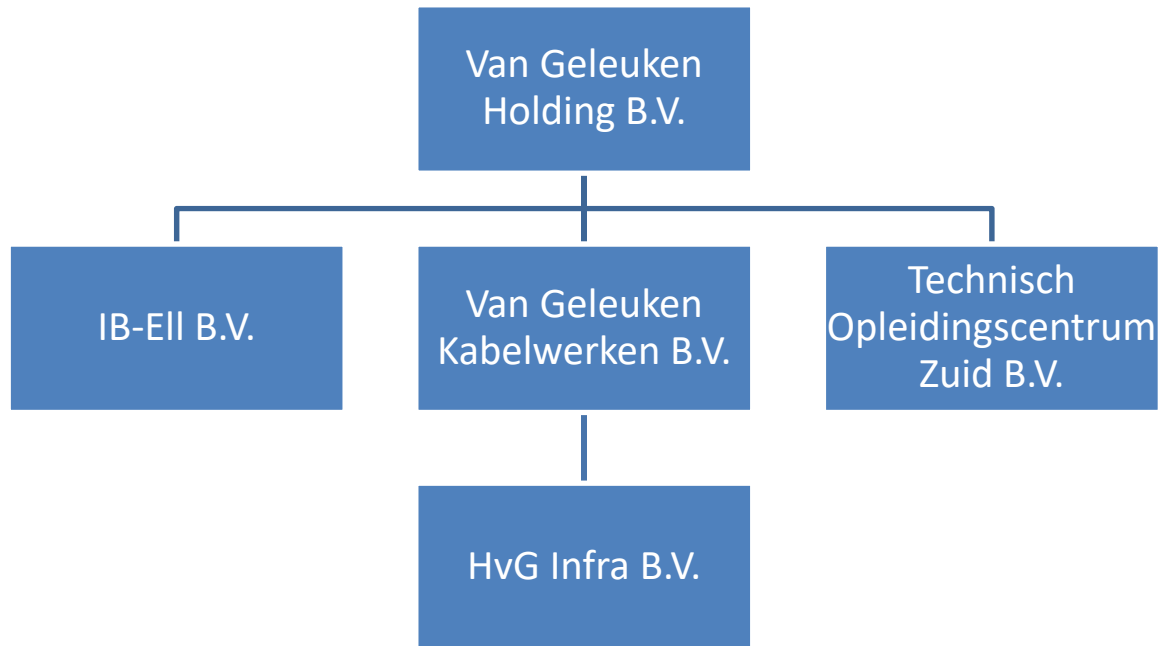 Van Geleuken
Holding B.V.
IB-Ell B.V.
Van Geleuken
Kabelwerken B.V.
Technisch
Opleidingscentrum
Zuid B.V.
HvG Infra B.V.